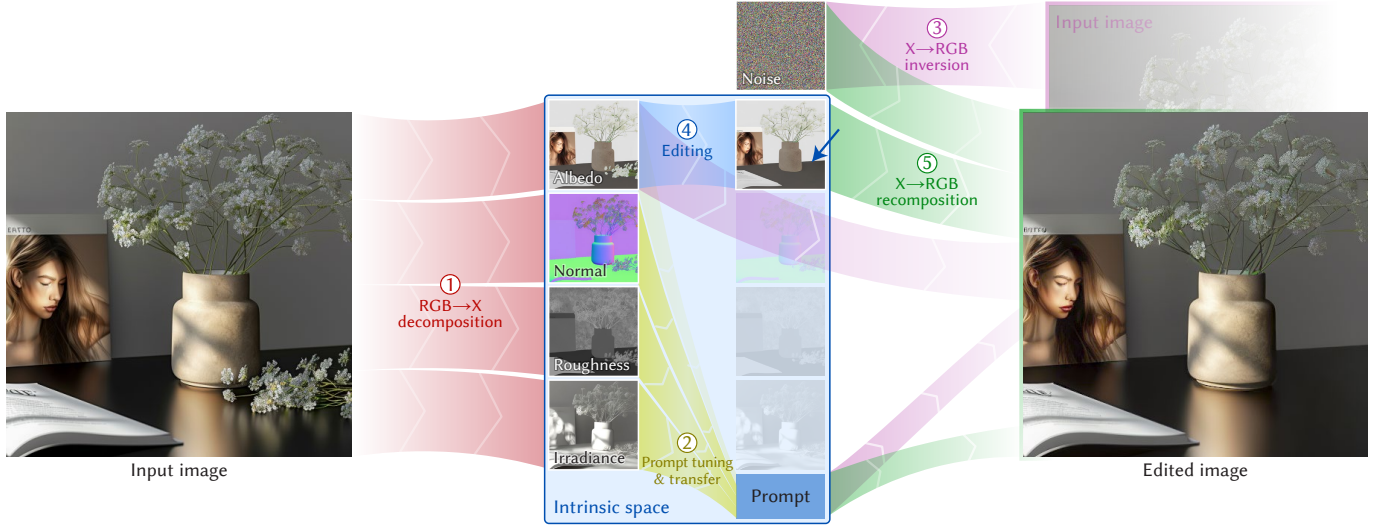 ③
X→RGB
inversion
Input image
Noise
④
Editing
Albedo
⑤
X→RGB
recomposition
Normal
①
RGB→X
decomposition
Roughness
②
Prompt tuning
& transfer
Irradiance
Prompt
Intrinsic space
Input image
Edited image